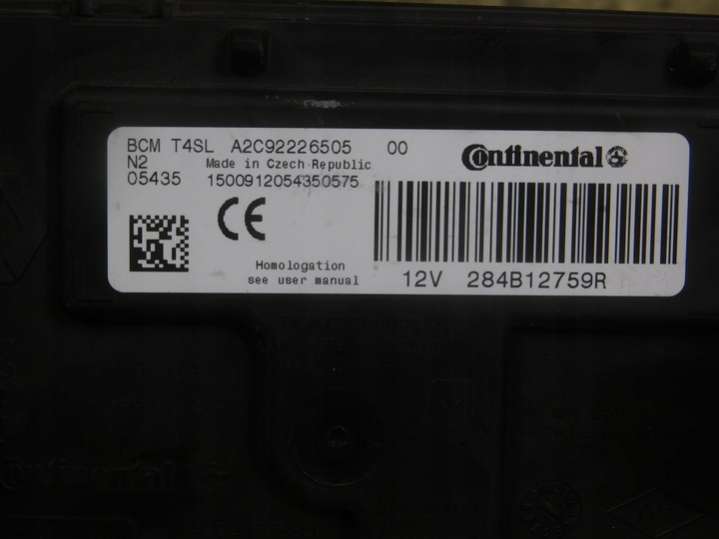 BCM T4SL A2C92226505 00
Continental
N2 Made in Czech Republic
05435 1500912054350575
CE
Homologation
see user manual
12V 284B12759R
Continental